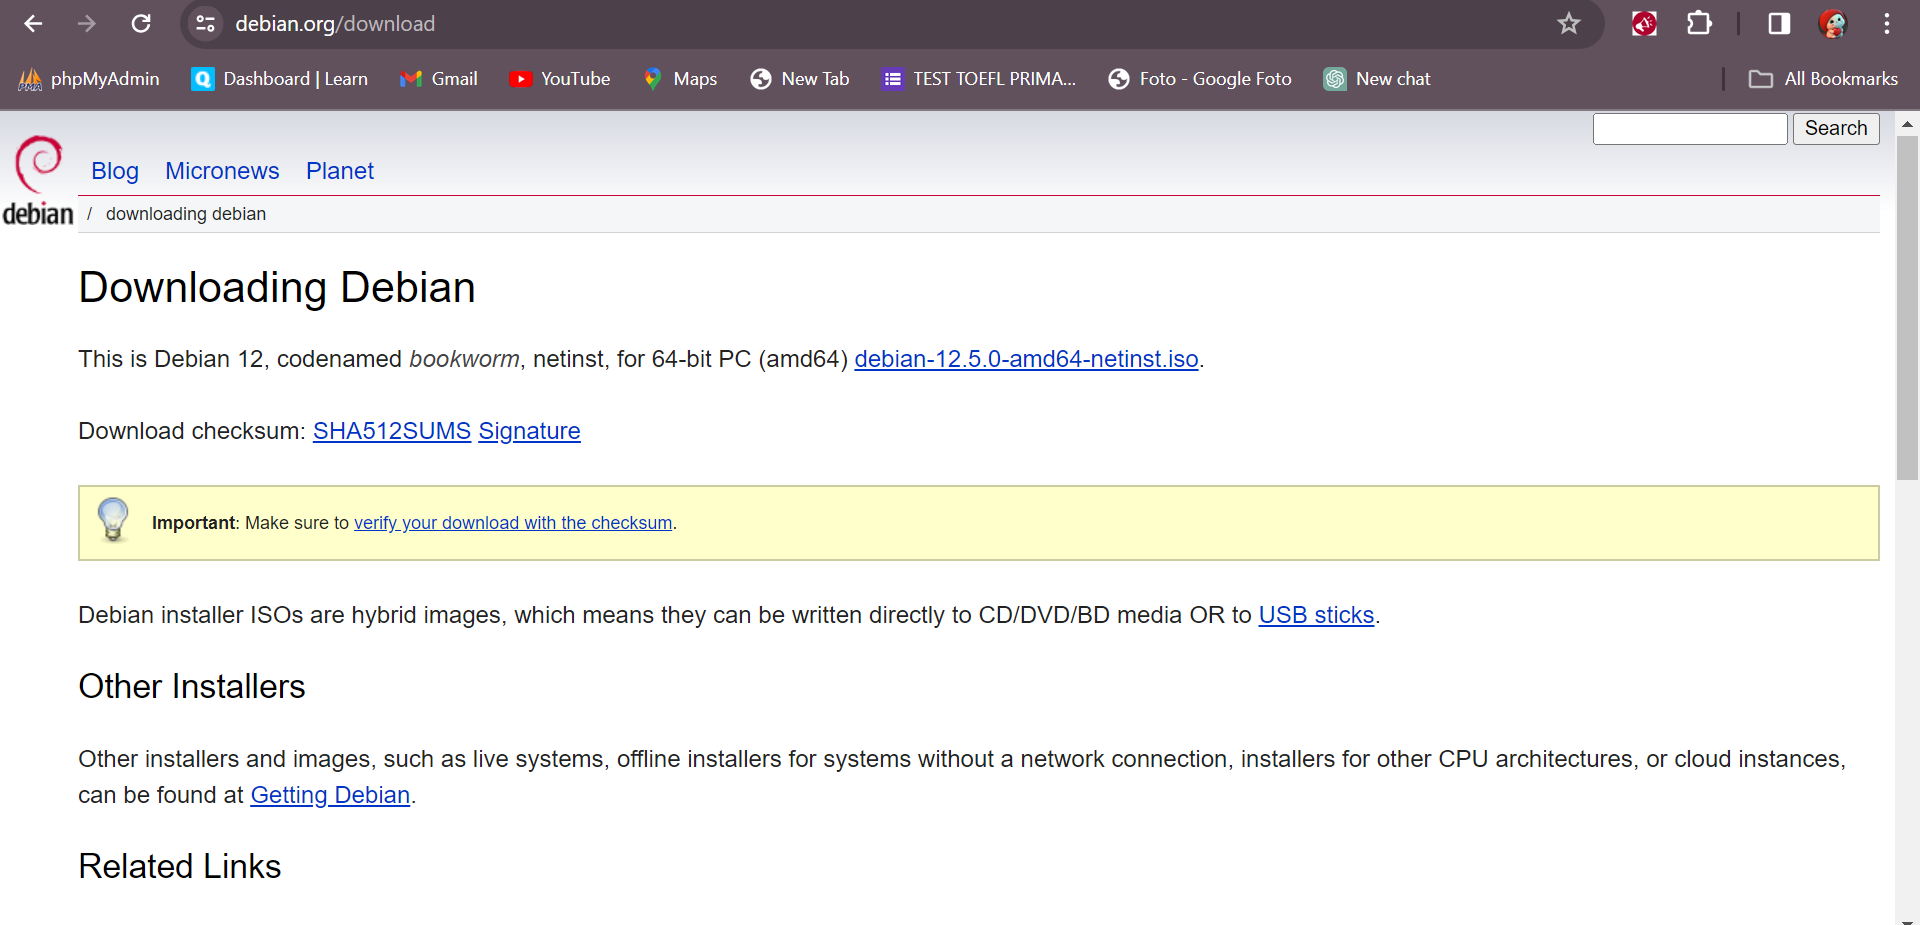 debian.org/download
phpMyAdmin
Dashboard | Learn
Gmail
YouTube
Maps
New Tab
TEST TOEFL PRIMA...
Foto - Google Foto
New chat
All Bookmarks
Search
Blog Micronews Planet
debian / downloading debian
Downloading Debian
This is Debian 12, codenamed bookworm, netinst, for 64-bit PC (amd64) debian-12.5.0-amd64-netinst.iso.
Download checksum: SHA512SUMS Signature
Important: Make sure to verify your download with the checksum.
Debian installer ISOs are hybrid images, which means they can be written directly to CD/DVD/BD media OR to USB sticks.
Other Installers
Other installers and images, such as live systems, offline installers for systems without a network connection, installers for other CPU architectures, or cloud instances,
can be found at Getting Debian.
Related Links